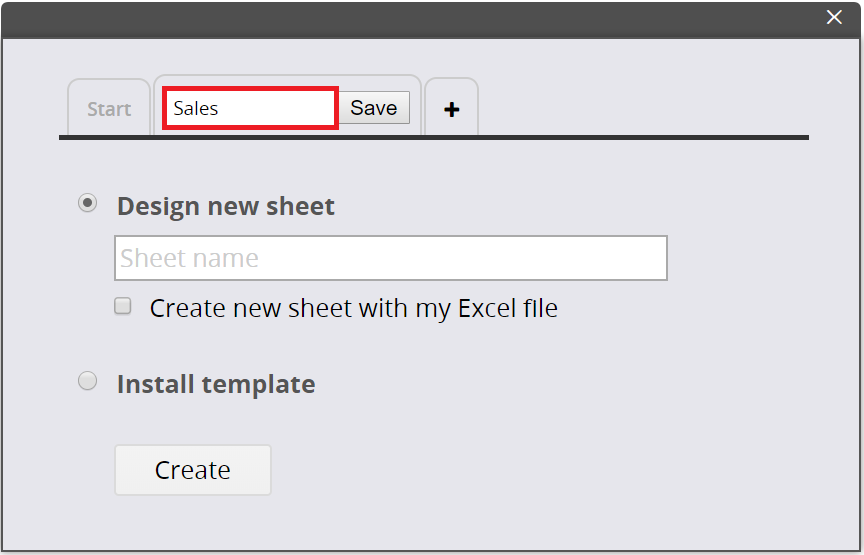 Start Sales Save +
Design new sheet
Sheet name
Create new sheet with my Excel file
Install template
Create